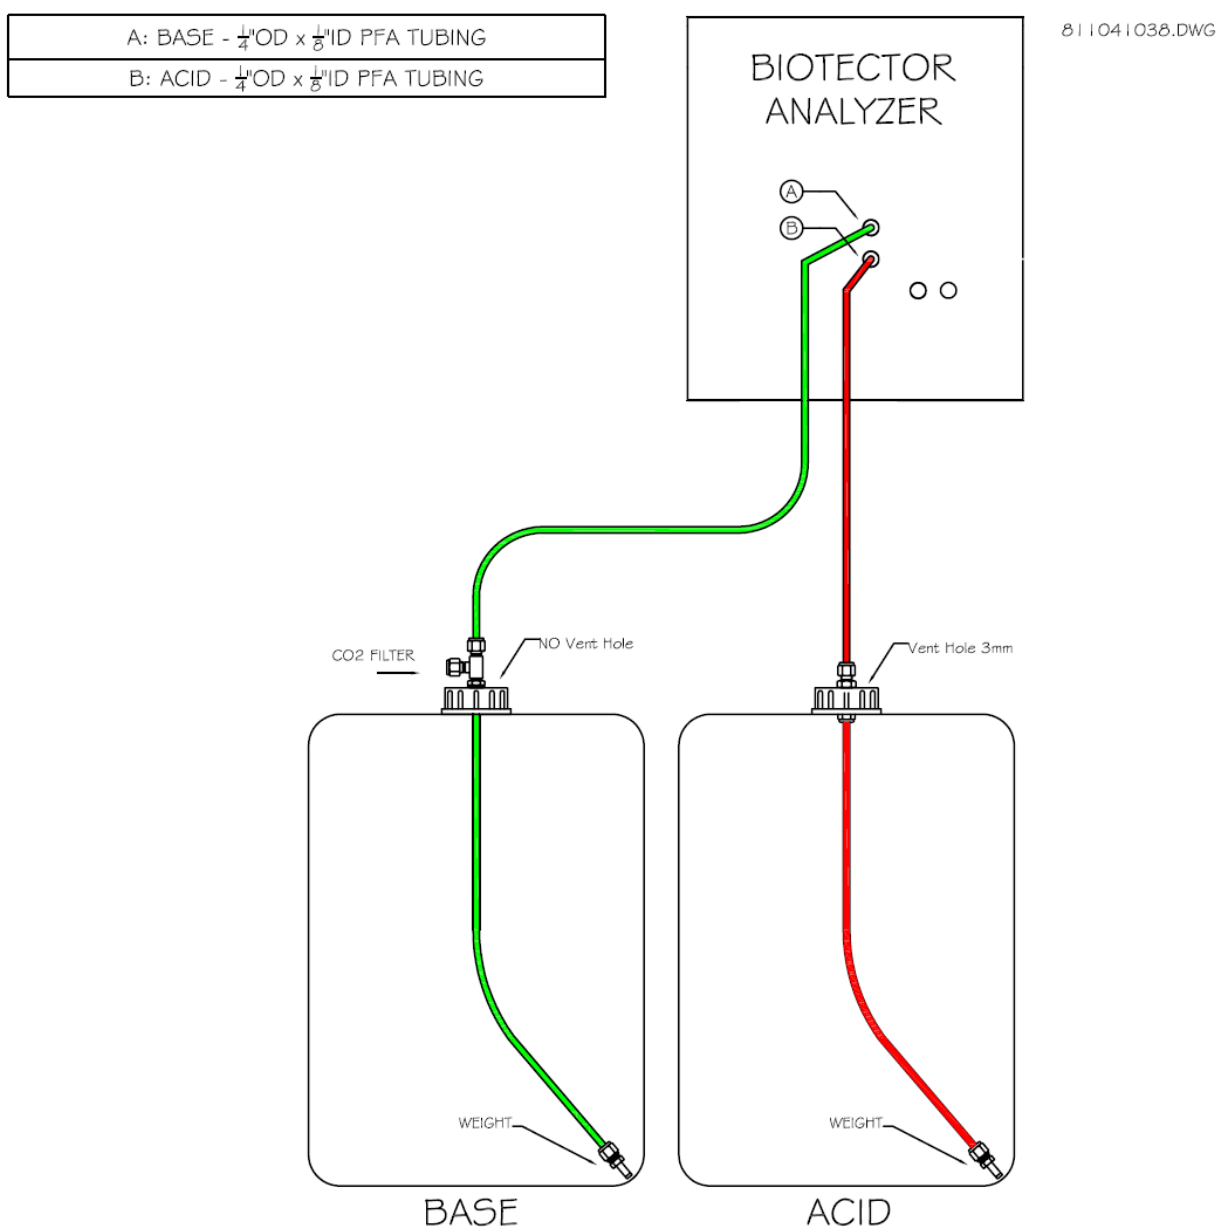 A: BASE - 1/4"OD x 1/8"ID PFA TUBING
B: ACID - 1/4"OD x 1/8"ID PFA TUBING
811041038.DWG
BIOTECTOR
ANALYZER
A
B
CO2 FILTER
NO Vent Hole
Vent Hole 3mm
WEIGHT
WEIGHT
BASE
ACID